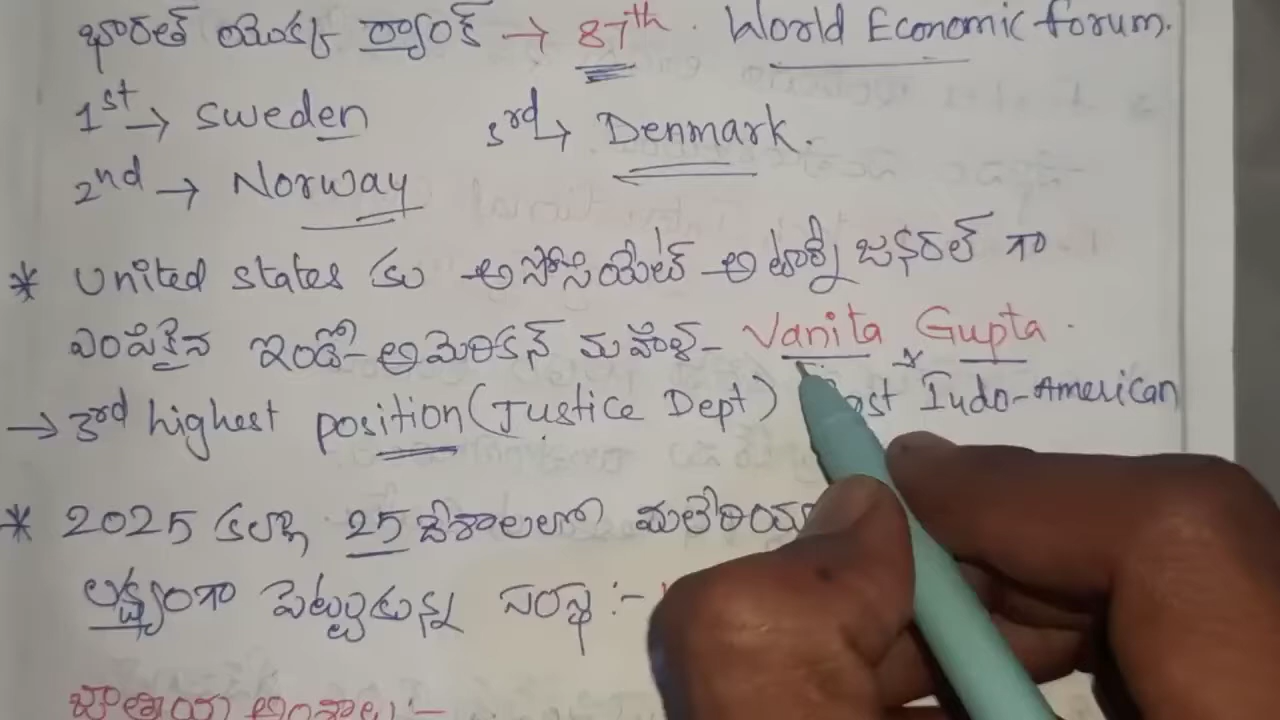 భారత్ యొక్క ర్యాంక్ → 87th. World Economic forum.
1st → Sweden 3rd → Denmark.
2nd → Norway
* United states కు అసోసియేట్ అటార్నీ జనరల్ గా
ఎంపికైన ఇండో-అమెరికన్ మహిళ- Vanita Gupta.
→ 3rd highest position (Justice Dept) Indo-American
* 2025 కల్లా 25 దేశాలలో మలేరియా
లక్ష్యంగా పెట్టుకున్న సంస్థ :-
జాతీయ అంశాలు :-